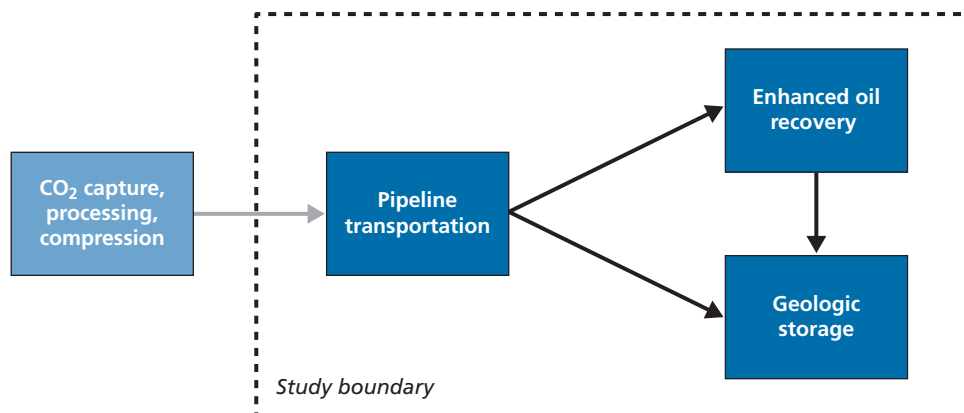 CO₂ capture,
processing,
compression
Pipeline
transportation
Enhanced oil
recovery
Geologic
storage
Study boundary